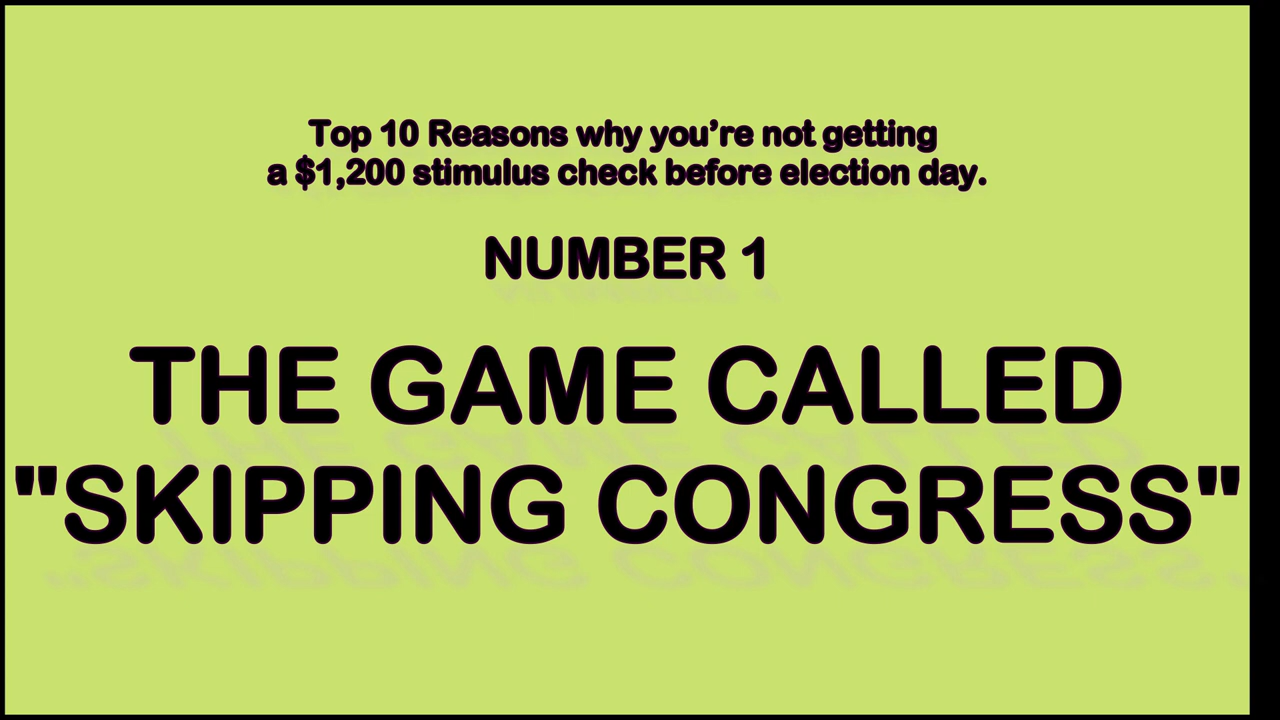 Top 10 Reasons why you’re not getting
a $1,200 stimulus check before election day.
NUMBER 1
THE GAME CALLED
"SKIPPING CONGRESS"